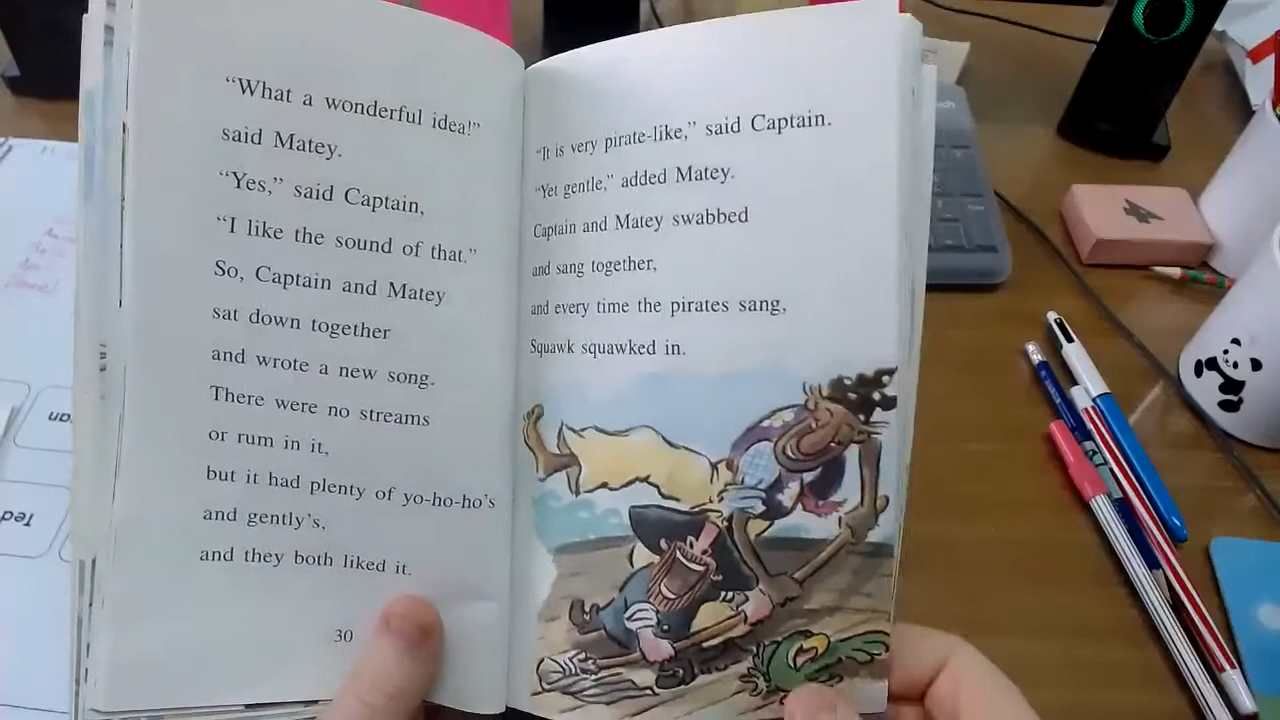 “What a wonderful idea!”
said Matey.
“Yes,” said Captain,
“I like the sound of that.”
So, Captain and Matey
sat down together
and wrote a new song.
There were no streams
or rum in it,
but it had plenty of yo-ho-ho’s
and gently’s,
and they both liked it.
30
“It is very pirate-like,” said Captain.
“Yet gentle,” added Matey.
Captain and Matey swabbed
and sang together,
and every time the pirates sang,
Squawk squawked in.
Ted